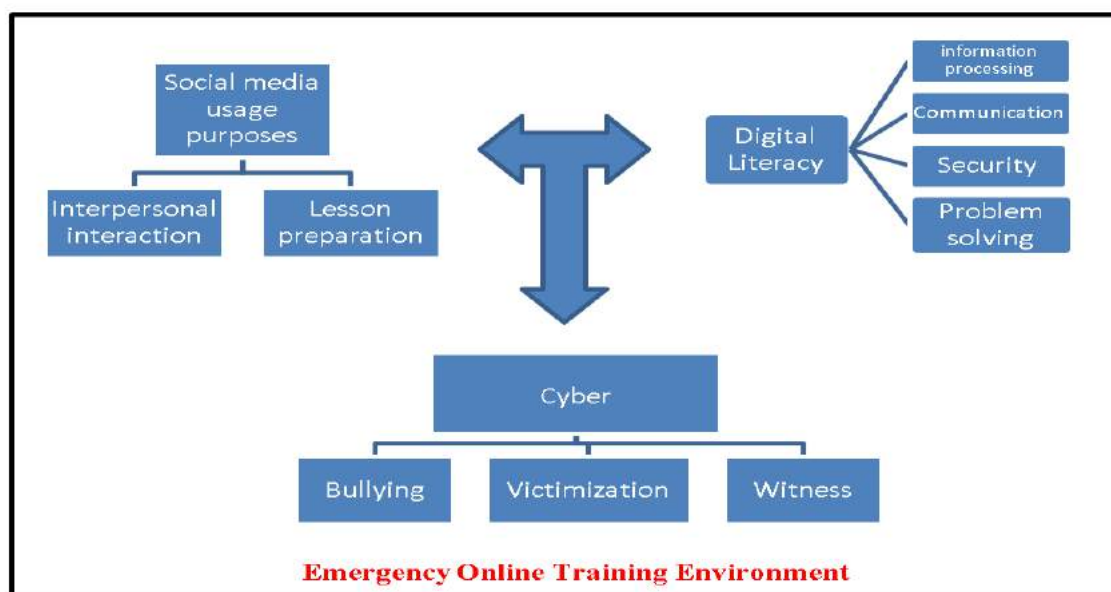 Social media
usage
purposes
Interpersonal
interaction
Lesson
preparation
Digital
Literacy
information
processing
Communication
Security
Problem
solving
Cyber
Bullying
Victimization
Witness
Emergency Online Training Environment